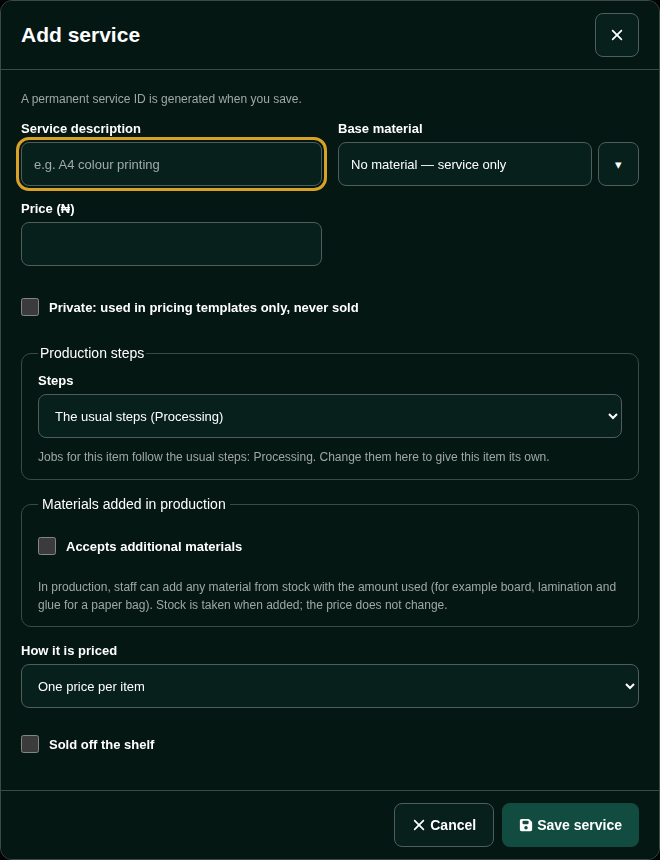 Add service
A permanent service ID is generated when you save.
Service description
Base material
e.g. A4 colour printing
No material — service only
Price (₦)
Private: used in pricing templates only, never sold
Production steps
Steps
The usual steps (Processing)
Jobs for this item follow the usual steps: Processing. Change them here to give this item its own.
Materials added in production
Accepts additional materials
In production, staff can add any material from stock with the amount used (for example board, lamination and
glue for a paper bag). Stock is taken when added; the price does not change.
How it is priced
One price per item
Sold off the shelf
Cancel
Save service